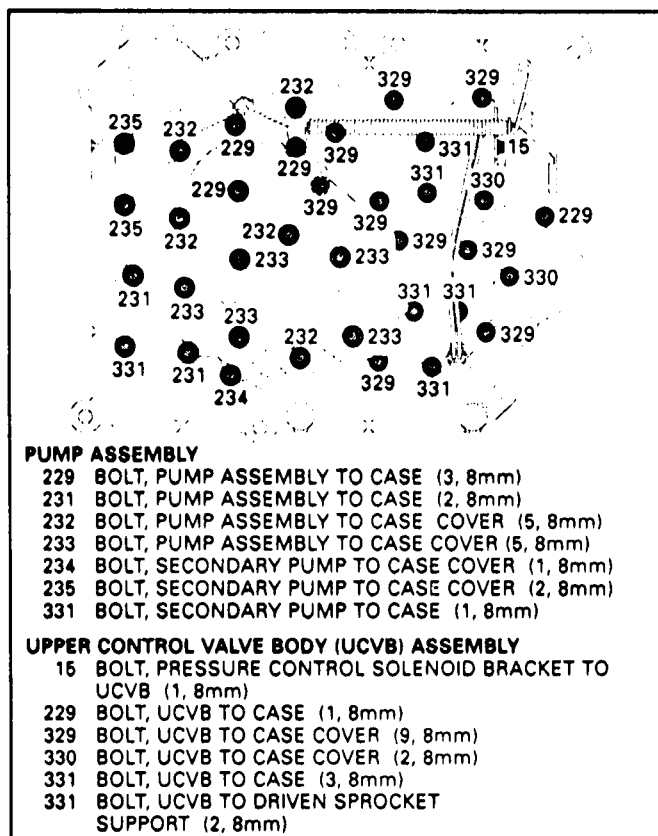 232 329 329
235 232 229 229 329 331 15
229 329 331 330
235 232 329 229
232 233 233 329 329
231 233 331 331 330
233 233 329
331 231 234 232 329 331
PUMP ASSEMBLY
229 BOLT, PUMP ASSEMBLY TO CASE (3, 8mm)
231 BOLT, PUMP ASSEMBLY TO CASE (2, 8mm)
232 BOLT, PUMP ASSEMBLY TO CASE COVER (5, 8mm)
233 BOLT, PUMP ASSEMBLY TO CASE COVER (5, 8mm)
234 BOLT, SECONDARY PUMP TO CASE COVER (1, 8mm)
235 BOLT, SECONDARY PUMP TO CASE COVER (2, 8mm)
331 BOLT, SECONDARY PUMP TO CASE (1, 8mm)
UPPER CONTROL VALVE BODY (UCVB) ASSEMBLY
15 BOLT, PRESSURE CONTROL SOLENOID BRACKET TO
UCVB (1, 8mm)
229 BOLT, UCVB TO CASE (1, 8mm)
329 BOLT, UCVB TO CASE COVER (9, 8mm)
330 BOLT, UCVB TO CASE COVER (2, 8mm)
331 BOLT, UCVB TO CASE (3, 8mm)
331 BOLT, UCVB TO DRIVEN SPROCKET
SUPPORT (2, 8mm)